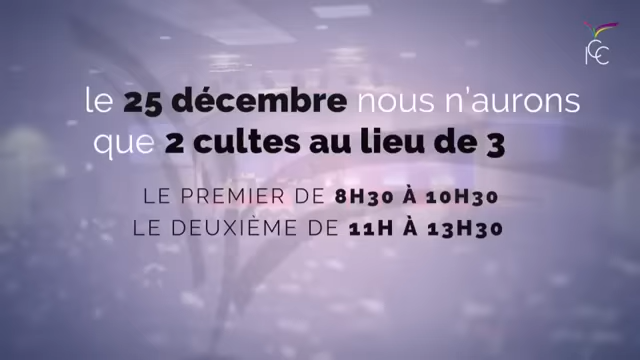 ICC
le 25 décembre nous n'aurons
que 2 cultes au lieu de 3
LE PREMIER DE 8H30 À 10H30
LE DEUXIÈME DE 11H À 13H30